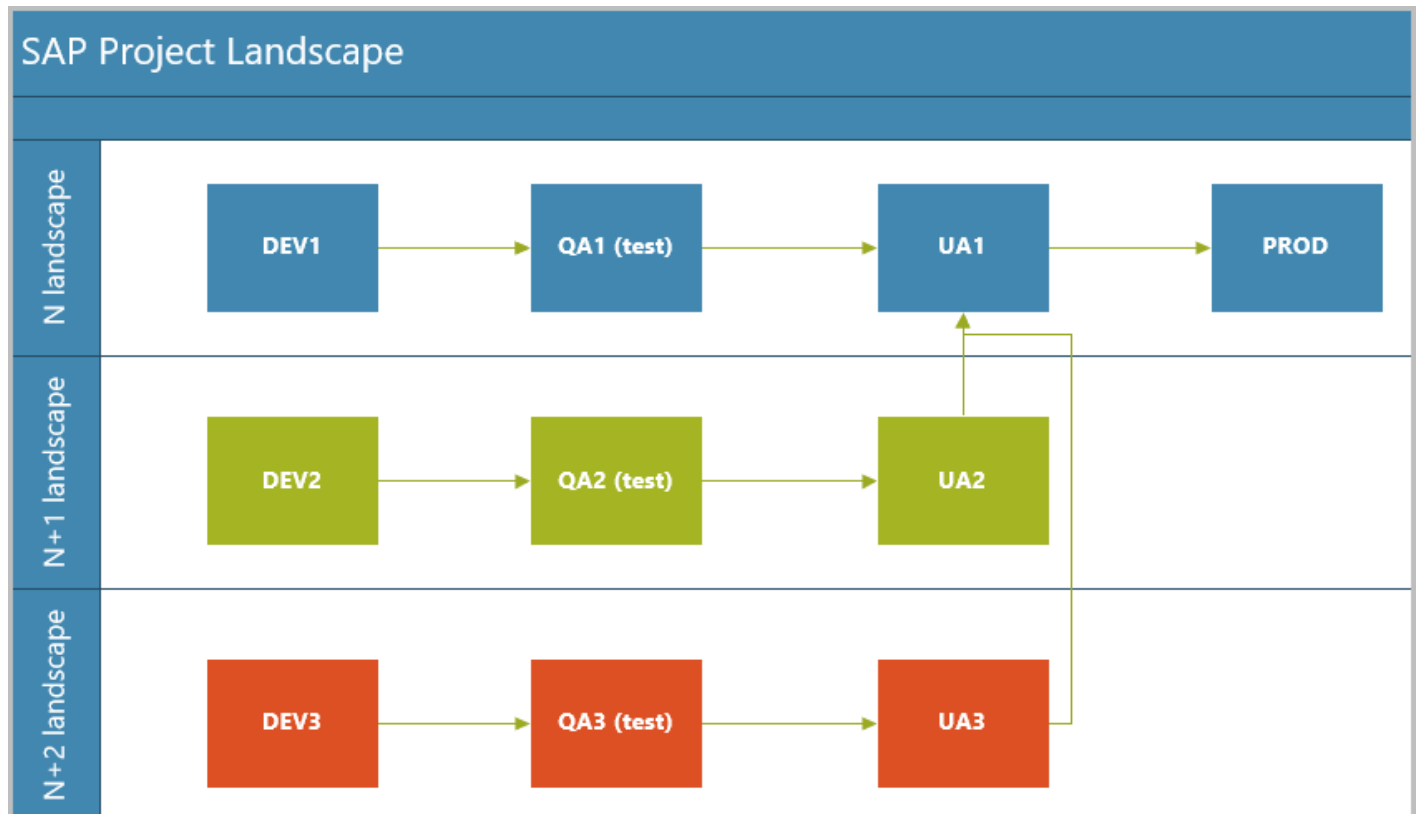 SAP Project Landscape
N landscape
DEV1
QA1 (test)
UA1
PROD
N+1 landscape
DEV2
QA2 (test)
UA2
N+2 landscape
DEV3
QA3 (test)
UA3